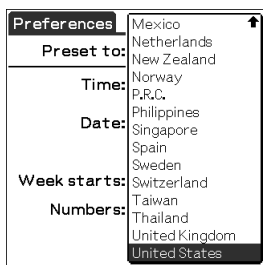 Preferences
Preset to:
Time:
Date:
Week starts:
Numbers:
Mexico
Netherlands
New Zealand
Norway
P.R.C.
Philippines
Singapore
Spain
Sweden
Switzerland
Taiwan
Thailand
United Kingdom
United States